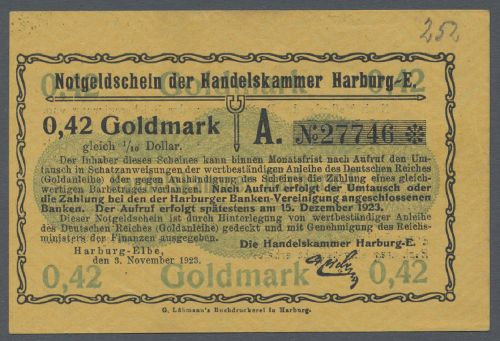 252
Notgeldschein der Handelskammer Harburg-E.
0,42 Goldmark 0,42
0,42 Goldmark
A. № 27746 ✻
gleich 1/10 Dollar.
Der Inhaber dieses Scheines kann binnen Monatsfrist nach Aufruf den Um-
tausch in Schatzanweisungen der wertbeständigen Anleihe des Deutschen Reiches
(Goldanleihe) oder gegen Aushändigung des Scheines die Zahlung eines gleich-
wertigen Barbetrages verlangen. Nach Aufruf erfolgt der Umtausch oder
die Zahlung bei den der Harburger Banken-Vereinigung angeschlossenen
Banken. Der Aufruf erfolgt spätestens am 15. Dezember 1923.
Dieser Notgeldschein ist durch Hinterlegung von wertbeständiger Anleihe
des Deutschen Reiches (Goldanleihe) gedeckt und mit Genehmigung des Reichs-
ministers der Finanzen ausgegeben.
Die Handelskammer Harburg-E.
Harburg-Elbe,
den 3. November 1923.
0,42 Goldmark 0,42
G. Lühmann's Buchdruckerei in Harburg.